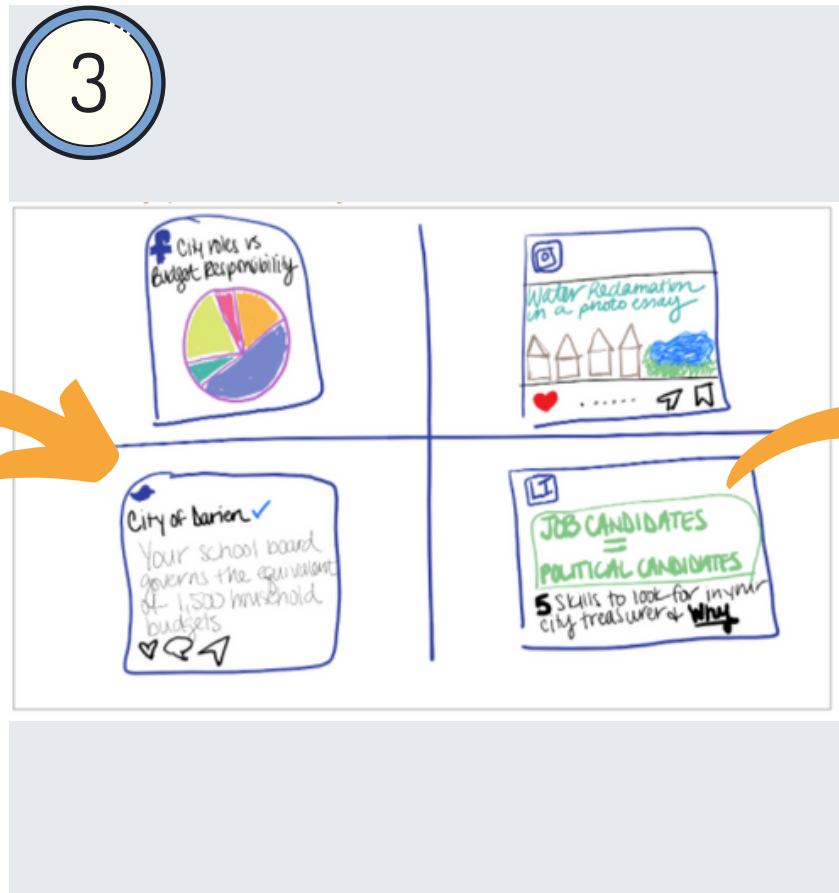 3
f City roles vs
Budget Responsibility
Water Reclamation
in a photo essay
City of Darien
Your school board
governs the equivalent
of 1,500 household
budgets
LI
JOB CANDIDATES
=
POLITICAL CANDIDATES
5 skills to look for in your
city treasurer & Why